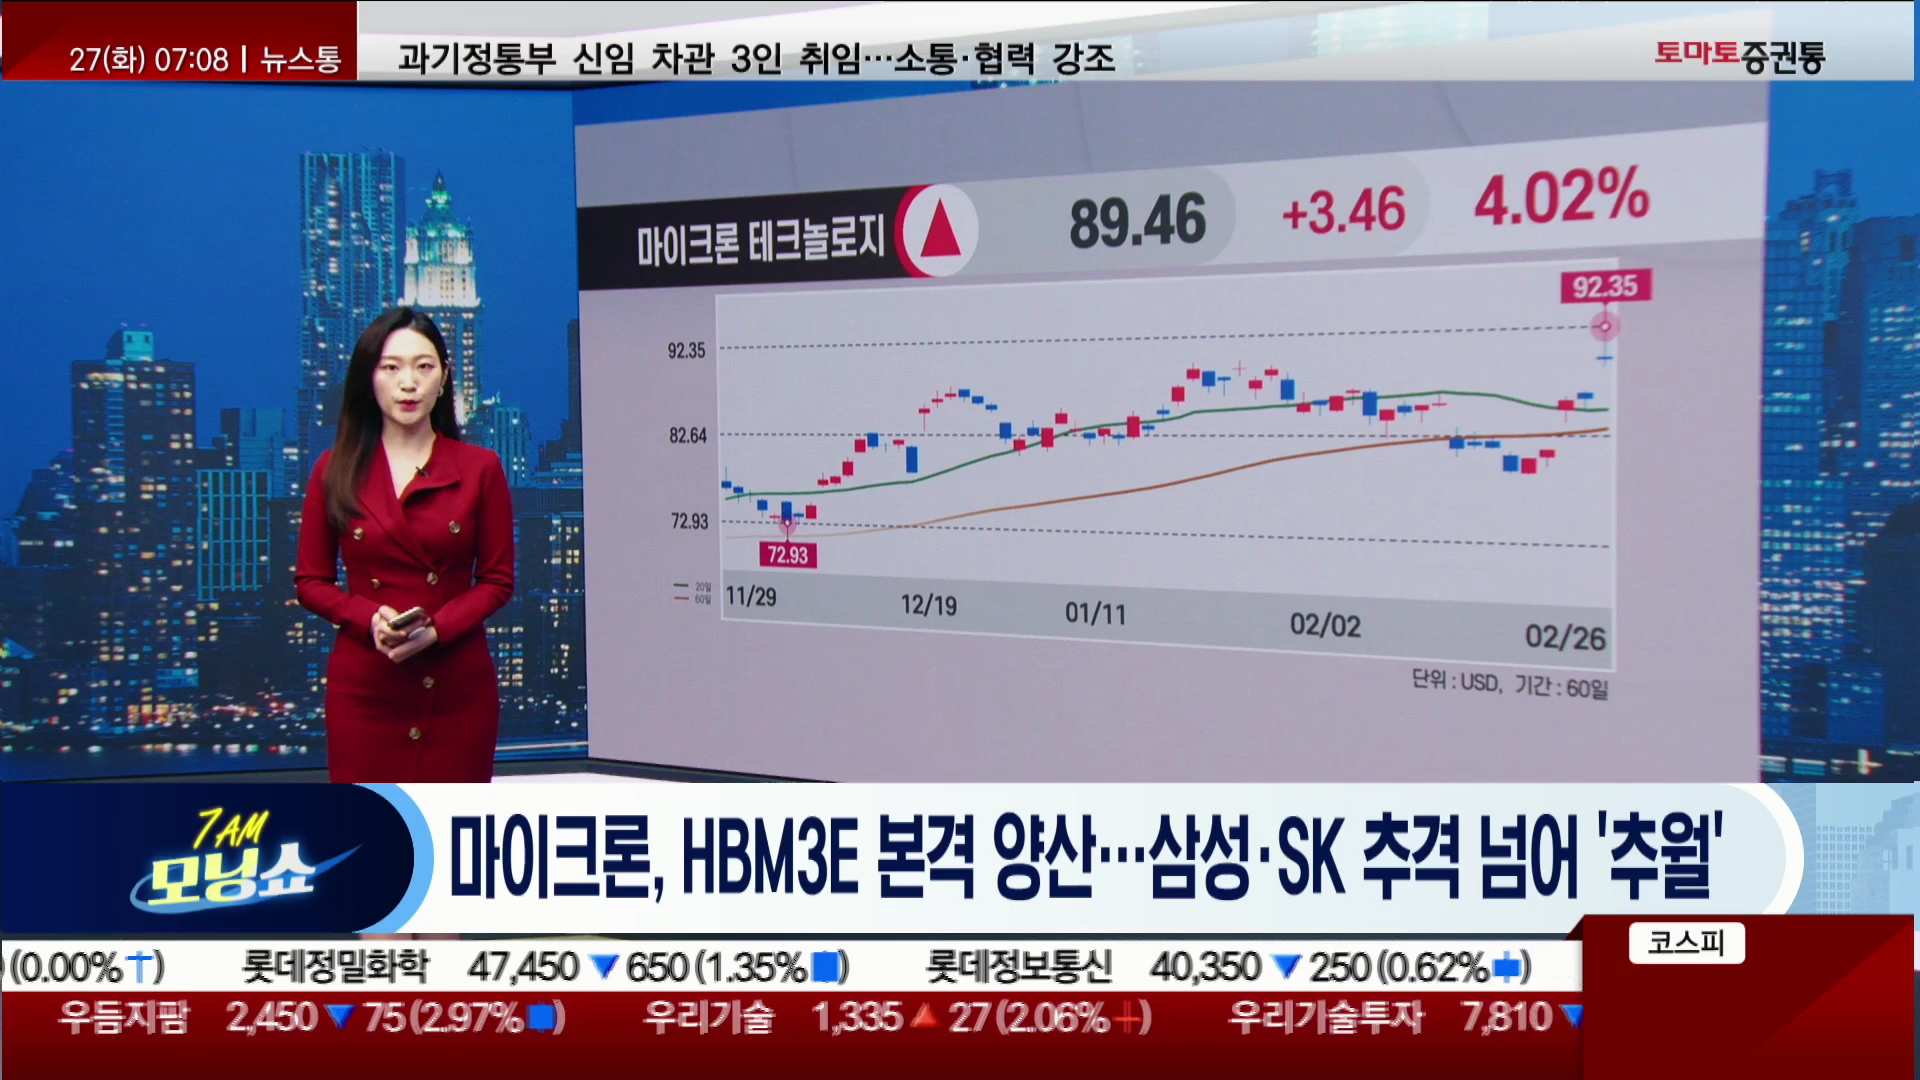 27(화) 07:08 | 뉴스통
과기정통부 신임 차관 3인 취임…소통·협력 강조
토마토증권통
마이크론 테크놀로지 ▲ 89.46 +3.46 4.02%
92.35
92.35
82.64
72.93
72.93
20일
60일
11/29 12/19 01/11 02/02 02/26
단위 : USD, 기간 : 60일
7AM
모닝쇼
마이크론, HBM3E 본격 양산…삼성·SK 추격 넘어 '추월'
코스피
(0.00%) 롯데정밀화학 47,450 ▼ 650 (1.35%) 롯데정보통신 40,350 ▼ 250 (0.62%)
우듬지팜 2,450 ▼ 75 (2.97%) 우리기술 1,335 ▲ 27 (2.06%) 우리기술투자 7,810 ▼